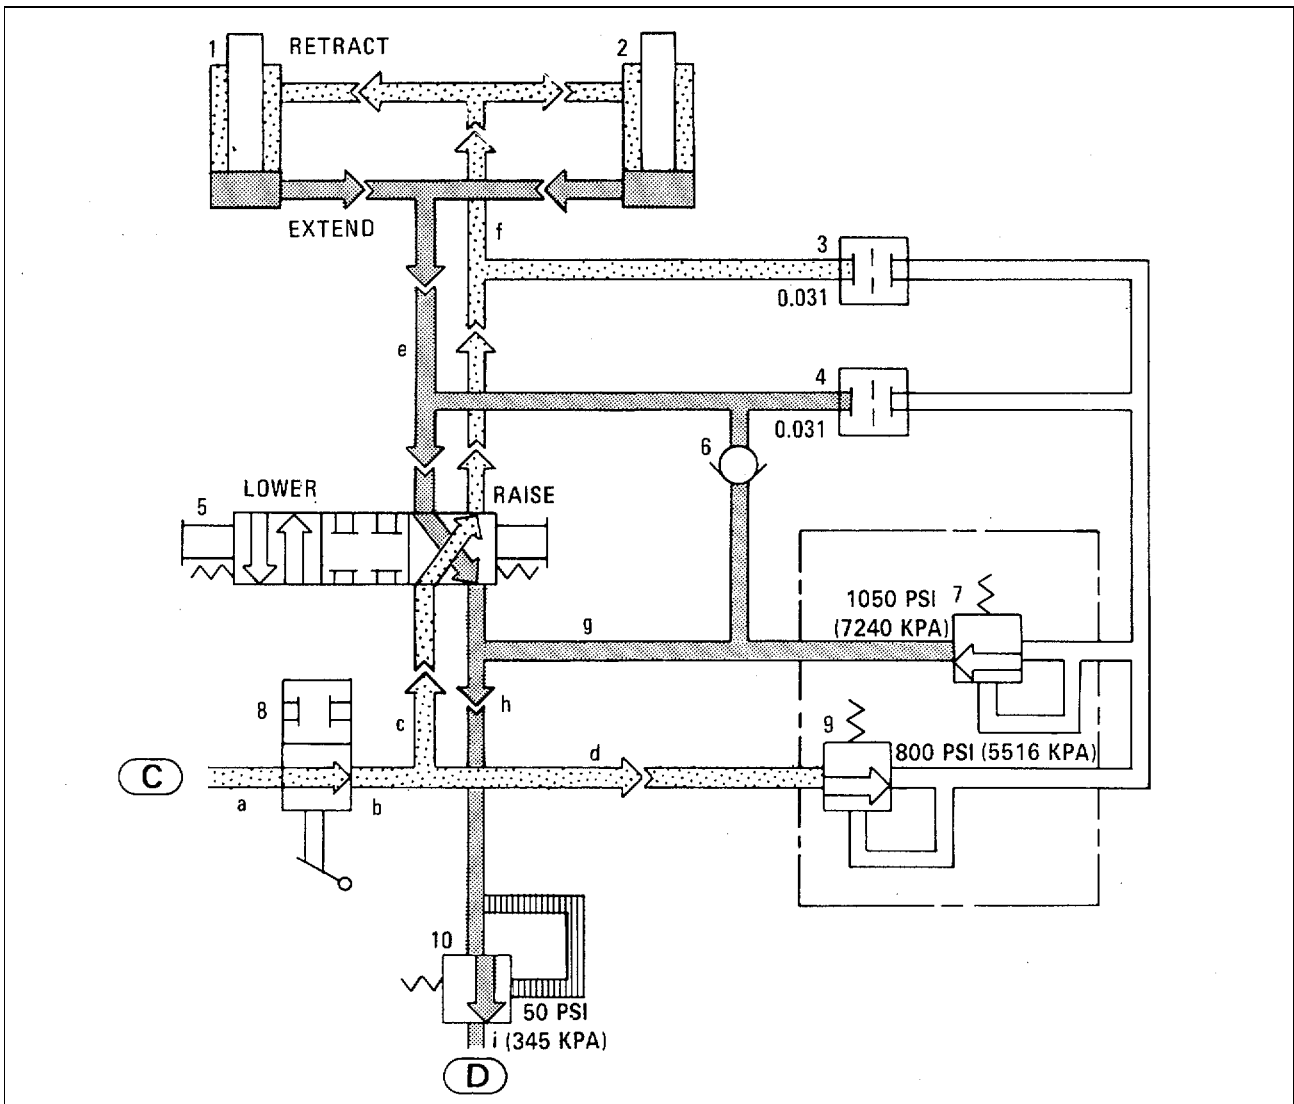 1
RETRACT
2
EXTEND
f
3
0.031
e
4
0.031
6
LOWER
RAISE
5
1050 PSI
7
(7240 KPA)
g
8
c
h
9
800 PSI (5516 KPA)
d
C
a
b
10
50 PSI
i (345 KPA)
D